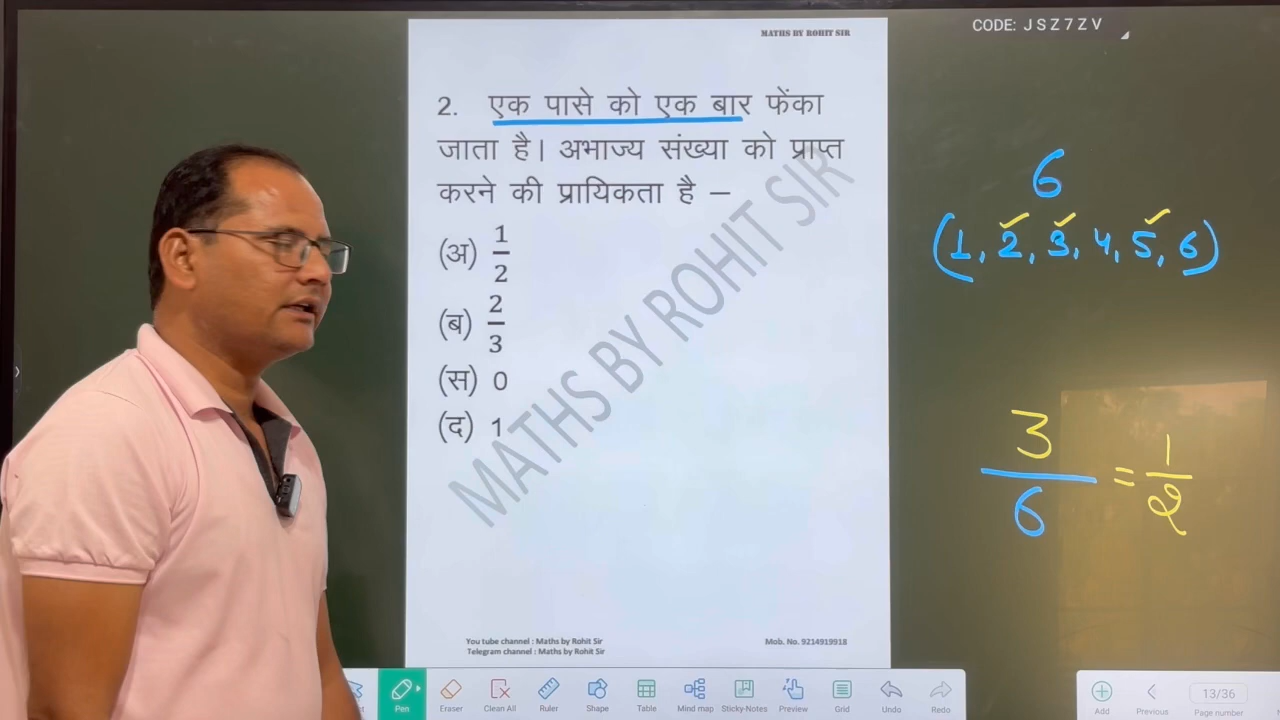 MATHS BY ROHIT SIR
CODE: JSZ7ZV
2. एक पासे को एक बार फेंका
जाता है। अभाज्य संख्या को प्राप्त
करने की प्रायिकता है –
(अ) 1/2
(ब) 2/3
(स) 0
(द) 1
MATHS BY ROHIT SIR
6
(1, 2, 3, 4, 5, 6)
3/6 = 1/2
You tube channel : Maths by Rohit Sir
Telegram channel : Maths by Rohit Sir
Mob. No. 9214919918
Pen
Eraser
Clean All
Ruler
Shape
Table
Mind map
Sticky-Notes
Preview
Grid
Undo
Redo
Add
Previous
13/36
Page number